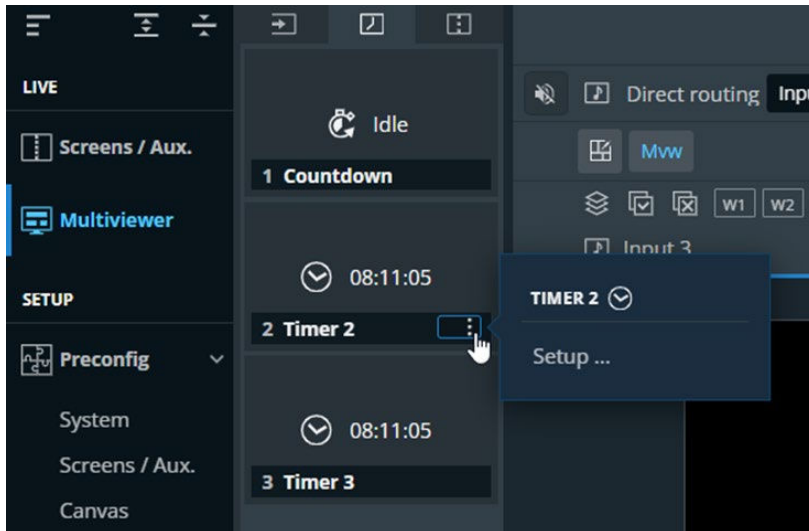 LIVE
Screens / Aux.
Multiviewer
SETUP
Preconfig
System
Screens / Aux.
Canvas
Idle
1 Countdown
08:11:05
2 Timer 2
08:11:05
3 Timer 3
Direct routing Inpu
Mvw
W1 W2
Input 3
TIMER 2
Setup ...